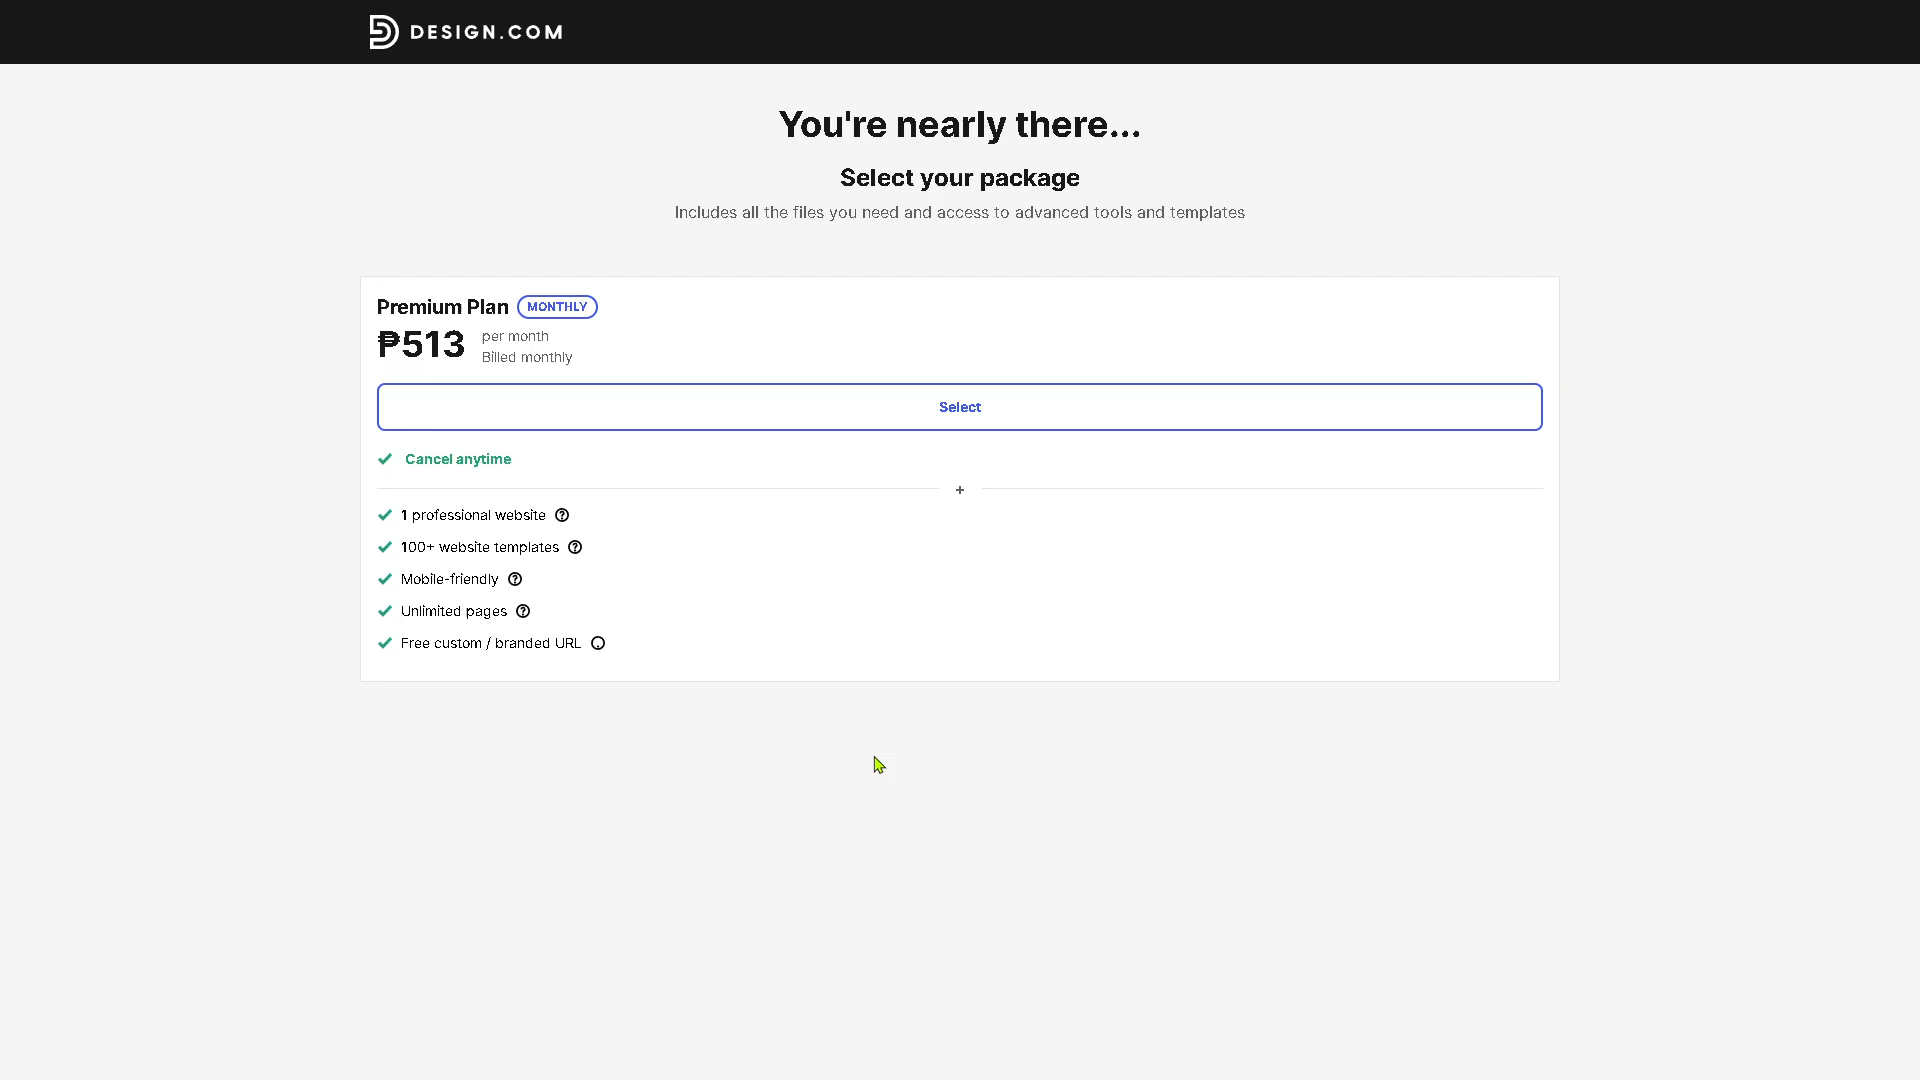 DESIGN.COM
You're nearly there...
Select your package
Includes all the files you need and access to advanced tools and templates
Premium Plan MONTHLY
₱513 per month
Billed monthly
Select
Cancel anytime
+
1 professional website ?
100+ website templates ?
Mobile-friendly ?
Unlimited pages ?
Free custom / branded URL